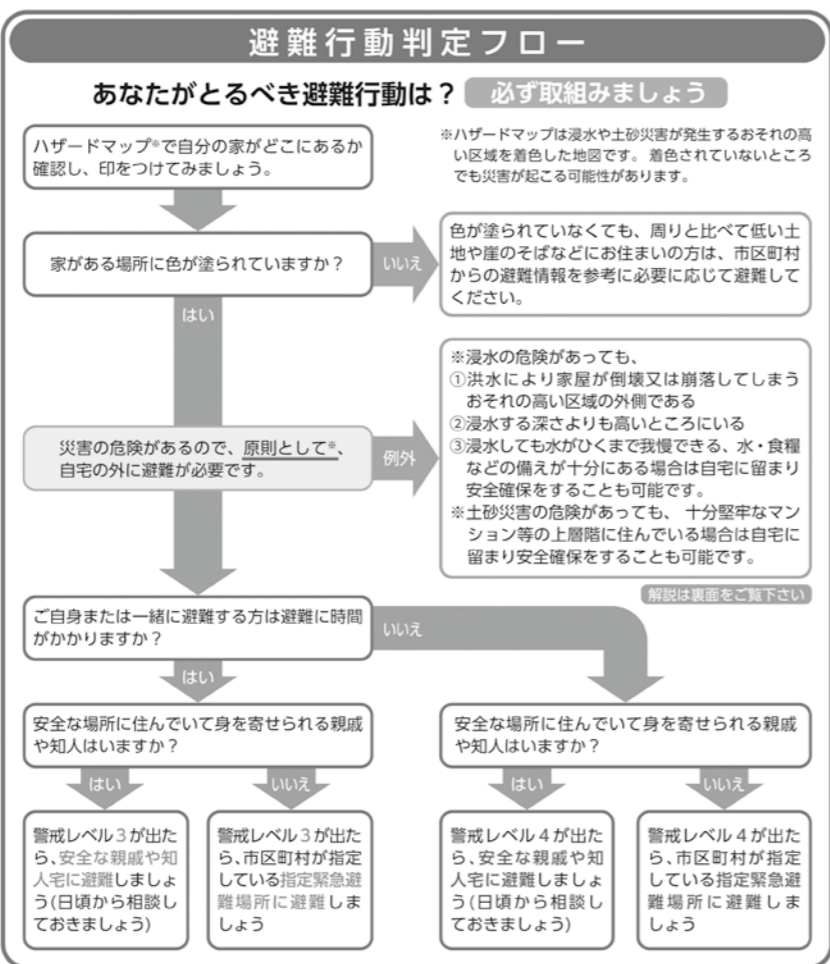 避難行動判定フロー
あなたがとるべき避難行動は？ 必ず取組みましょう
ハザードマップ※で自分の家がどこにあるか
確認し、印をつけてみましょう。
※ハザードマップは浸水や土砂災害が発生するおそれの高
い区域を着色した地図です。着色されていないところ
でも災害が起こる可能性があります。
家がある場所に色が塗られていますか？
いいえ
色が塗られていなくても、周りと比べて低い土
地や崖のそばなどにお住まいの方は、市区町村
からの避難情報を参考に必要に応じて避難して
ください。
はい
災害の危険があるので、原則として※、
自宅の外に避難が必要です。
例外
※浸水の危険があっても、
①洪水により家屋が倒壊又は崩落してしまう
おそれの高い区域の外側である
②浸水する深さよりも高いところにいる
③浸水しても水がひくまで我慢できる、水・食糧
などの備えが十分にある場合は自宅に留まり
安全確保をすることも可能です。
※土砂災害の危険があっても、十分堅牢なマン
ション等の上層階に住んでいる場合は自宅に
留まり安全確保をすることも可能です。
解説は裏面をご覧下さい
ご自身または一緒に避難する方は避難に時間
がかかりますか？
いいえ
はい
安全な場所に住んでいて身を寄せられる親戚
や知人はいますか？
はい
いいえ
警戒レベル３が出た
ら、安全な親戚や知
人宅に避難しましょ
う(日頃から相談し
ておきましょう)
警戒レベル３が出た
ら、市区町村が指定
している指定緊急避
難場所に避難しま
しょう
安全な場所に住んでいて身を寄せられる親戚
や知人はいますか？
はい
いいえ
警戒レベル４が出た
ら、安全な親戚や知
人宅に避難しましょ
う(日頃から相談し
ておきましょう)
警戒レベル４が出た
ら、市区町村が指定
している指定緊急避
難場所に避難しま
しょう